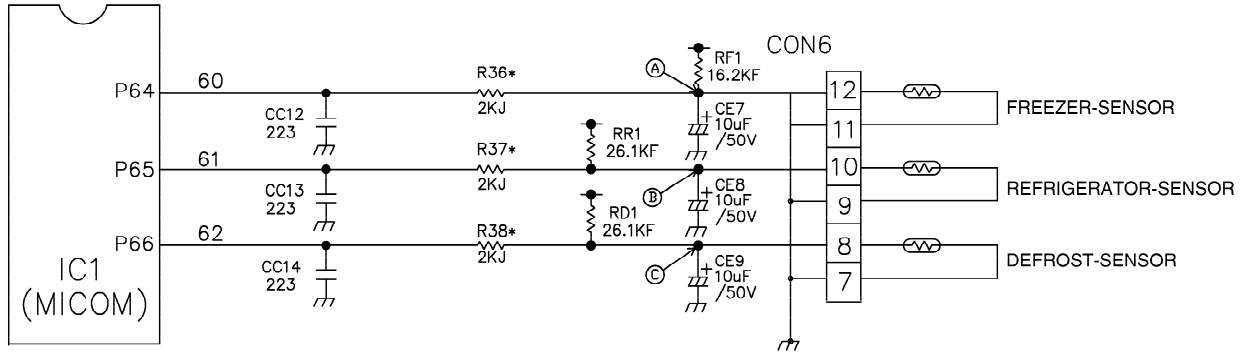 CON6
RF1
16.2KF
A
R36*
2KJ
60
P64
CC12
223
CE7
+
10uF
/50V
12
11
FREEZER-SENSOR
RR1
26.1KF
R37*
2KJ
61
P65
CC13
223
B
CE8
+
10uF
/50V
10
9
REFRIGERATOR-SENSOR
RD1
26.1KF
R38*
2KJ
62
P66
CC14
223
C
CE9
+
10uF
/50V
8
7
DEFROST-SENSOR
IC1
(MICOM)